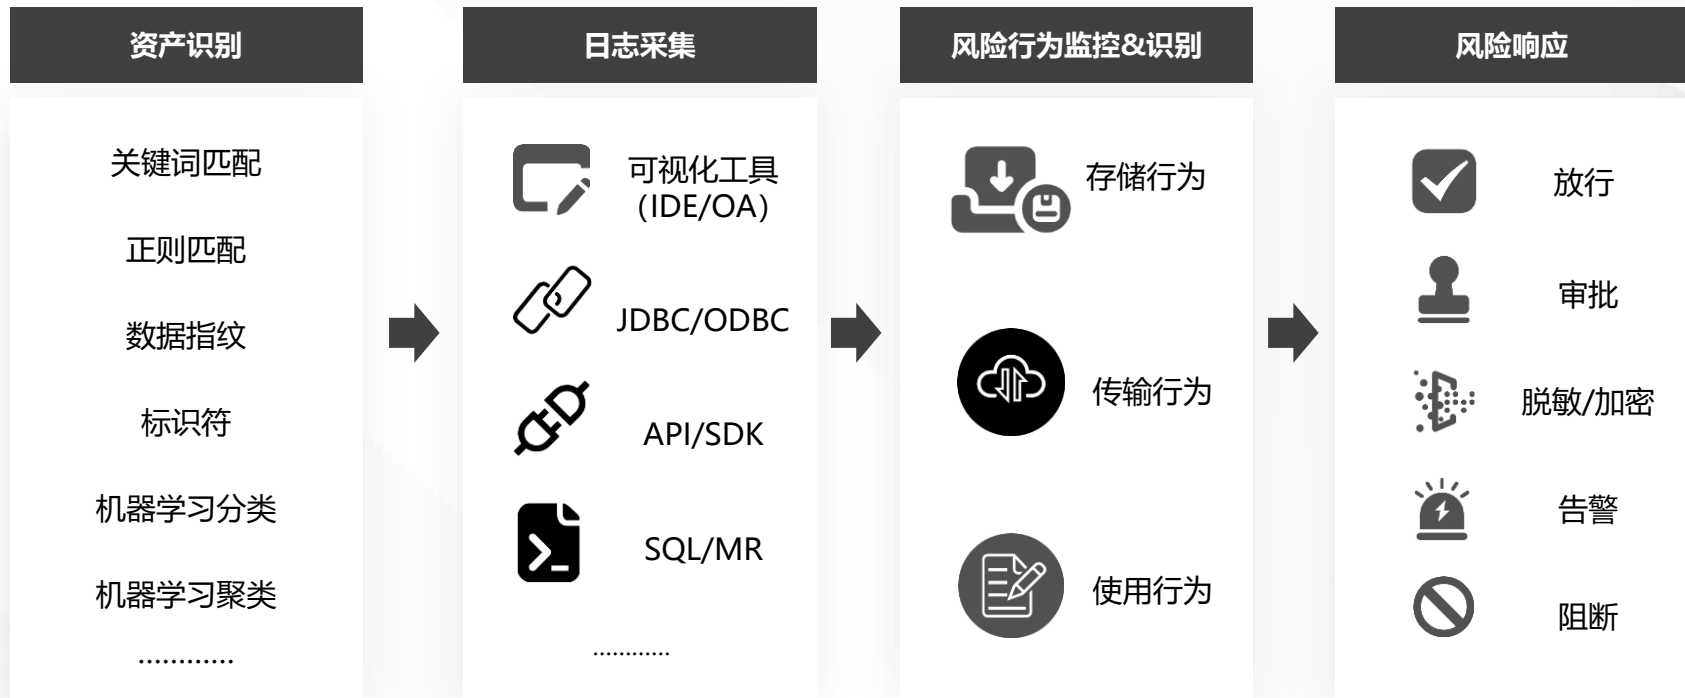 资产识别
关键词匹配
正则匹配
数据指纹
标识符
机器学习分类
机器学习聚类
............
日志采集
可视化工具
（IDE/OA）
JDBC/ODBC
API/SDK
SQL/MR
............
风险行为监控&识别
存储行为
传输行为
使用行为
风险响应
放行
审批
脱敏/加密
告警
阻断